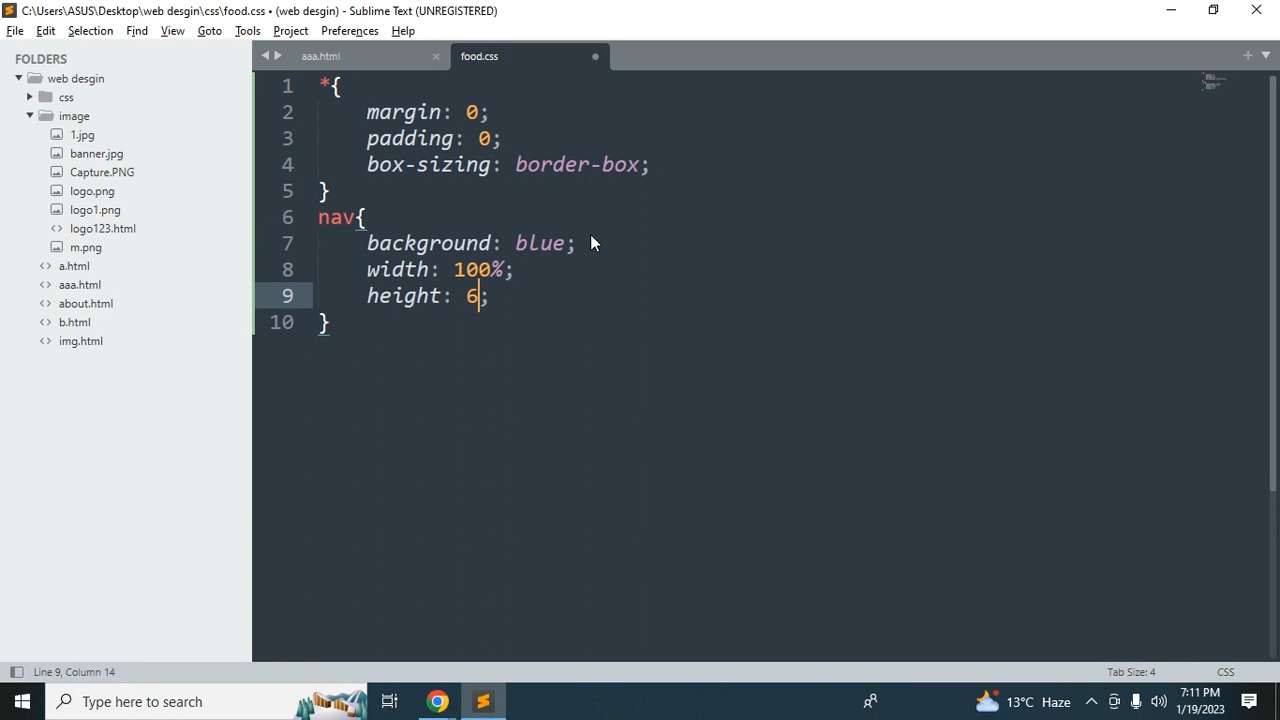 C:\Users\ASUS\Desktop\web desgin\css\food.css • (web desgin) - Sublime Text (UNREGISTERED)
File Edit Selection Find View Goto Tools Project Preferences Help
FOLDERS
web desgin
css
image
1.jpg
banner.jpg
Capture.PNG
logo.png
logo1.png
logo123.html
m.png
a.html
aaa.html
about.html
b.html
img.html
aaa.html
food.css
1 *{
2 margin: 0;
3 padding: 0;
4 box-sizing: border-box;
5 }
6 nav{
7 background: blue;
8 width: 100%;
9 height: 6;
10 }
Line 9, Column 14
Tab Size: 4
CSS
Type here to search
13°C Haze
7:11 PM
1/19/2023